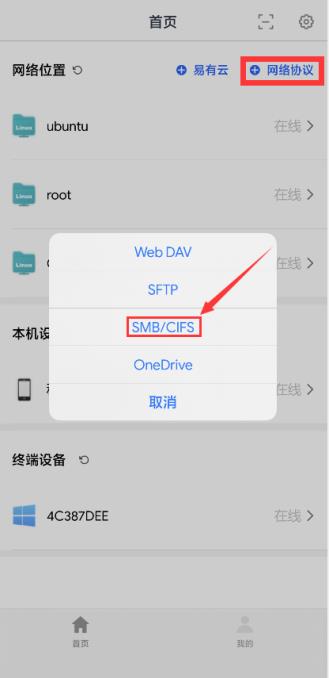 首页
网络位置
易有云
网络协议
Linux
ubuntu
在线
Linux
root
在线
Linux
在线
Web DAV
SFTP
SMB/CIFS
OneDrive
取消
本机设
在线
终端设备
4C387DEE
在线
首页
我的